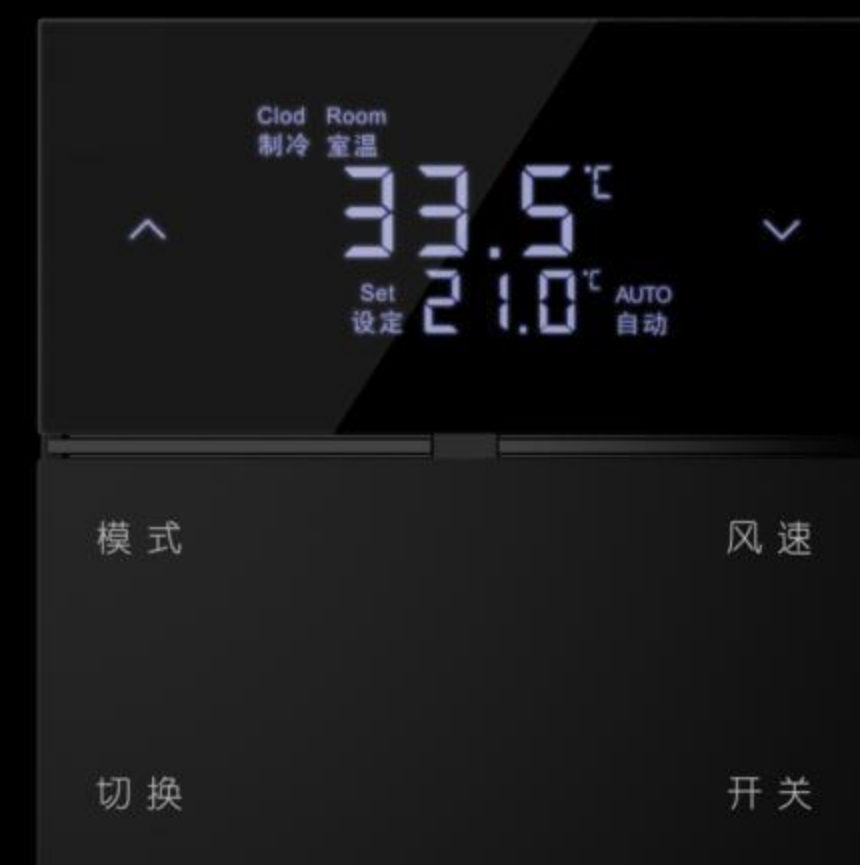 Clod Room
制冷 室温
33.5℃
Set 21.0℃ AUTO
设定 自动
模式 风速
切换 开关